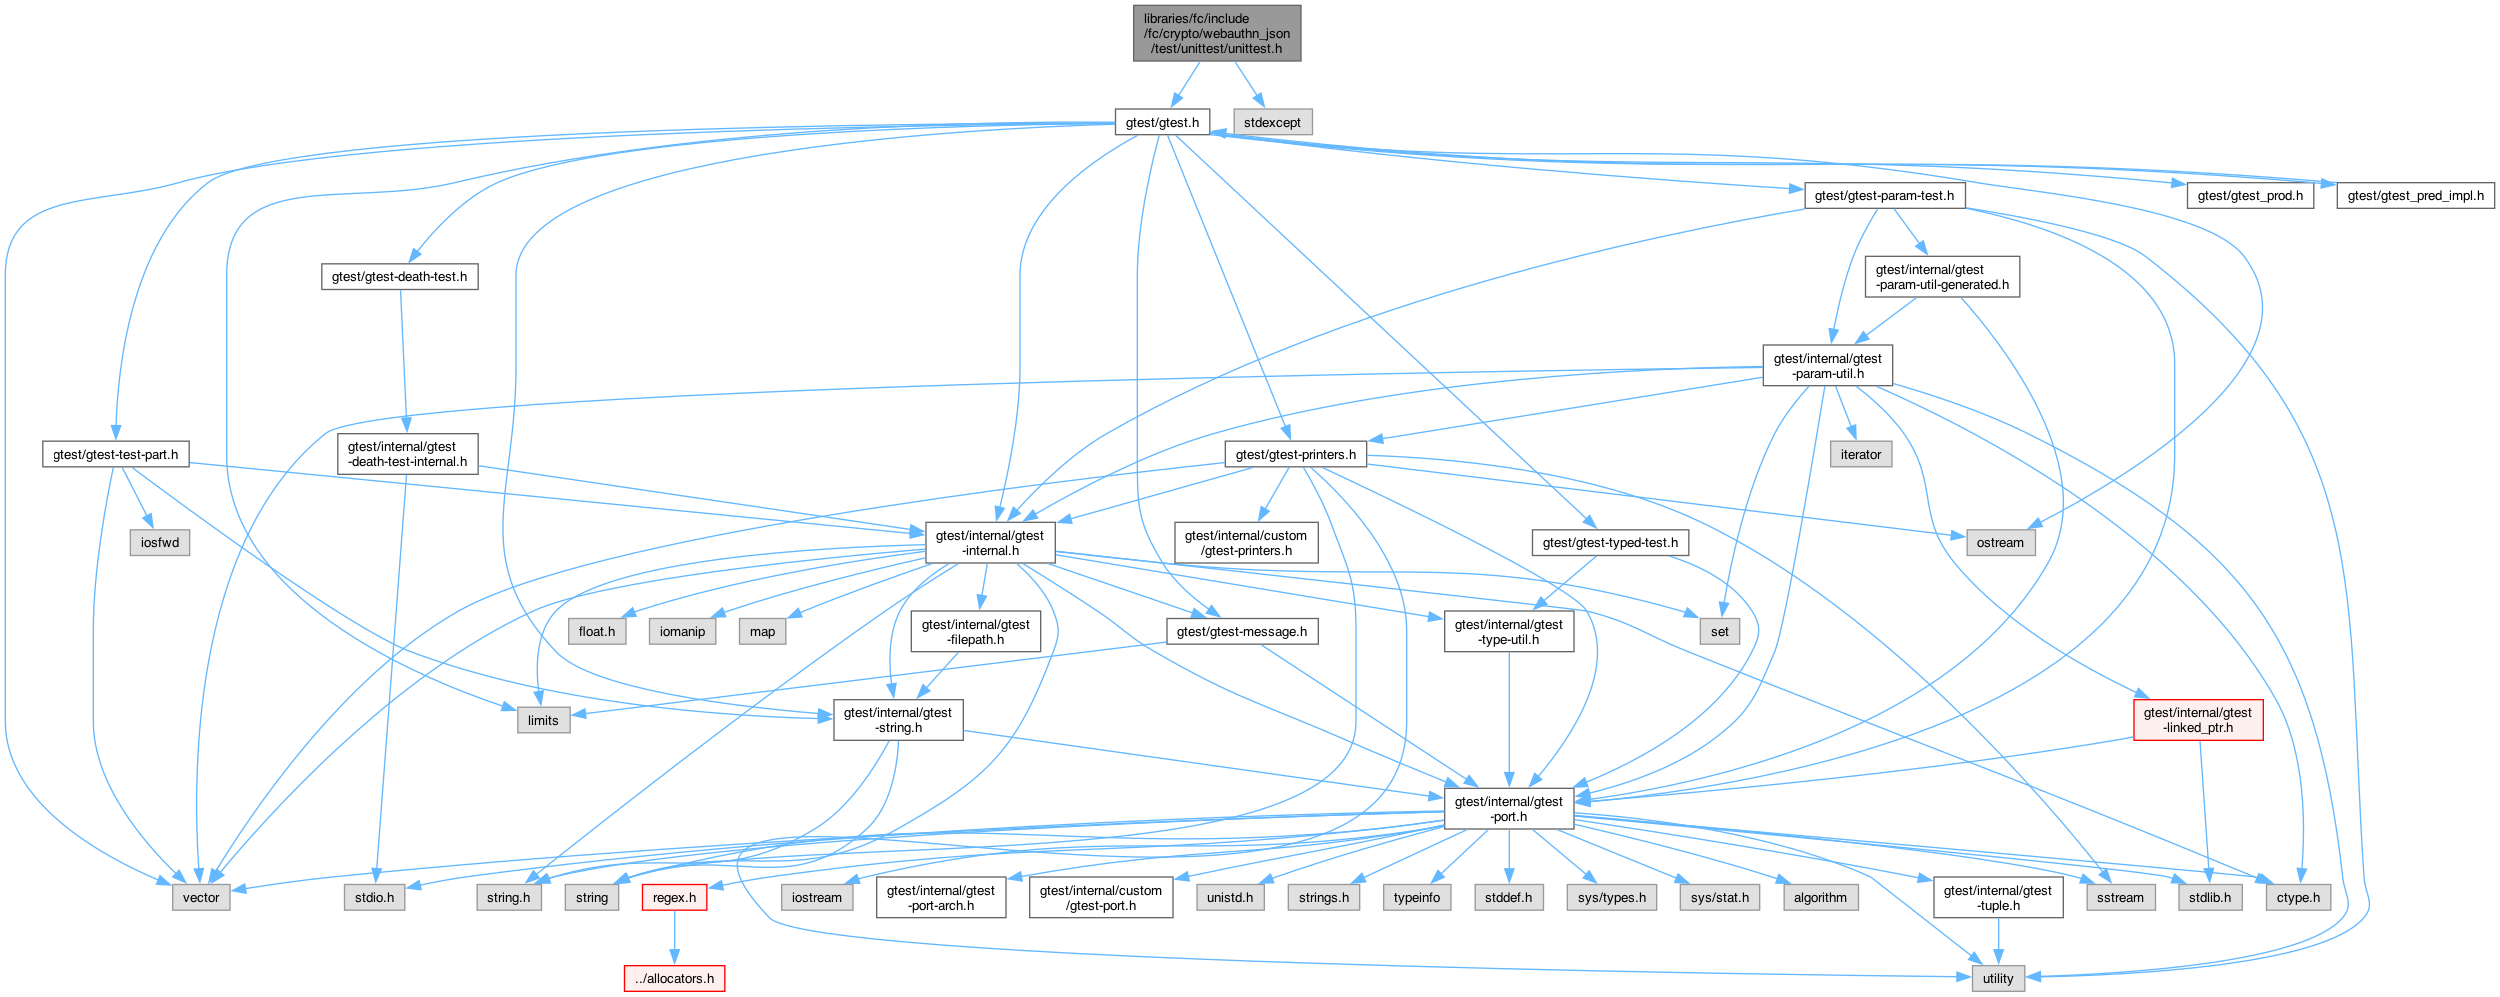 libraries/fc/include
/fc/crypto/webauthn_json
/test/unittest/unittest.h
gtest/gtest.h
stdexcept
gtest/gtest-param-test.h
gtest/gtest_prod.h
gtest/gtest_pred_impl.h
gtest/gtest-death-test.h
gtest/internal/gtest
-param-util-generated.h
gtest/internal/gtest
-param-util.h
gtest/gtest-test-part.h
gtest/internal/gtest
-death-test-internal.h
gtest/gtest-printers.h
iterator
iosfwd
gtest/internal/gtest
-internal.h
gtest/internal/custom
/gtest-printers.h
gtest/gtest-typed-test.h
ostream
float.h
iomanip
map
gtest/internal/gtest
-filepath.h
gtest/gtest-message.h
gtest/internal/gtest
-type-util.h
set
limits
gtest/internal/gtest
-string.h
gtest/internal/gtest
-linked_ptr.h
gtest/internal/gtest
-port.h
vector
stdio.h
string.h
string
regex.h
iostream
gtest/internal/gtest
-port-arch.h
gtest/internal/custom
/gtest-port.h
unistd.h
strings.h
typeinfo
stddef.h
sys/types.h
sys/stat.h
algorithm
gtest/internal/gtest
-tuple.h
sstream
stdlib.h
ctype.h
../allocators.h
utility